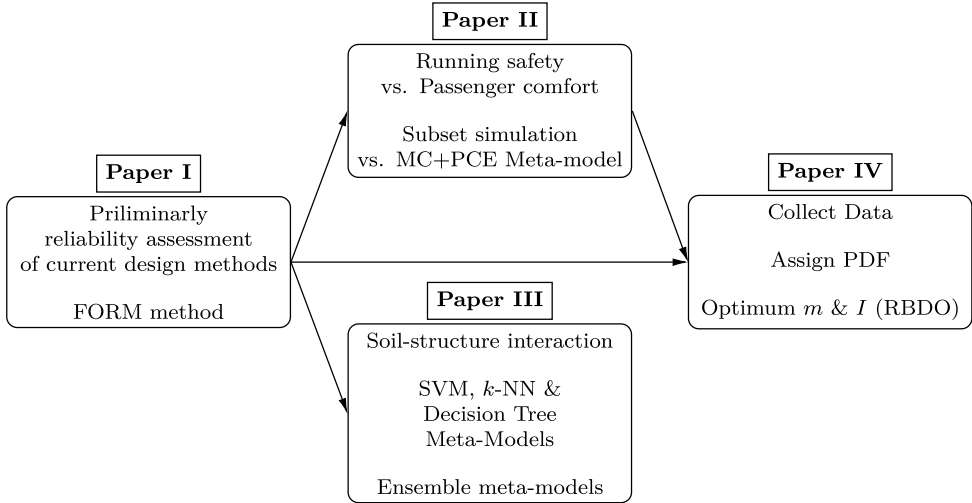 Paper I
Priliminarly
reliability assessment
of current design methods
FORM method
Paper II
Running safety
vs. Passenger comfort
Subset simulation
vs. MC+PCE Meta-model
Paper III
Soil-structure interaction
SVM, k-NN &
Decision Tree
Meta-Models
Ensemble meta-models
Paper IV
Collect Data
Assign PDF
Optimum m & I (RBDO)